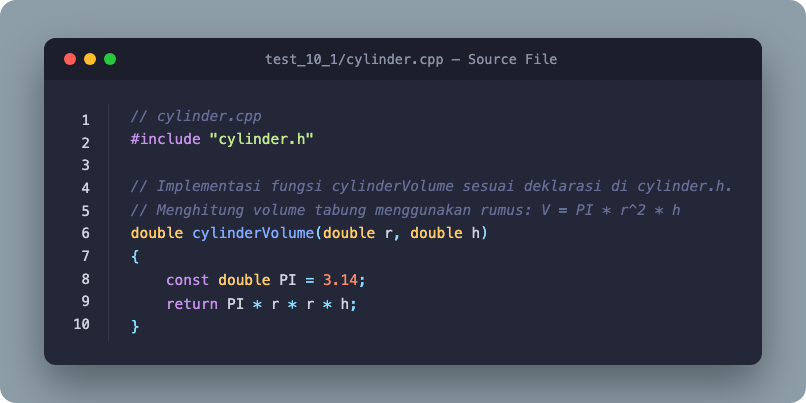 test_10_1/cylinder.cpp — Source File
1 // cylinder.cpp
2 #include "cylinder.h"
3
4 // Implementasi fungsi cylinderVolume sesuai deklarasi di cylinder.h.
5 // Menghitung volume tabung menggunakan rumus: V = PI * r^2 * h
6 double cylinderVolume(double r, double h)
7 {
8     const double PI = 3.14;
9     return PI * r * r * h;
10 }